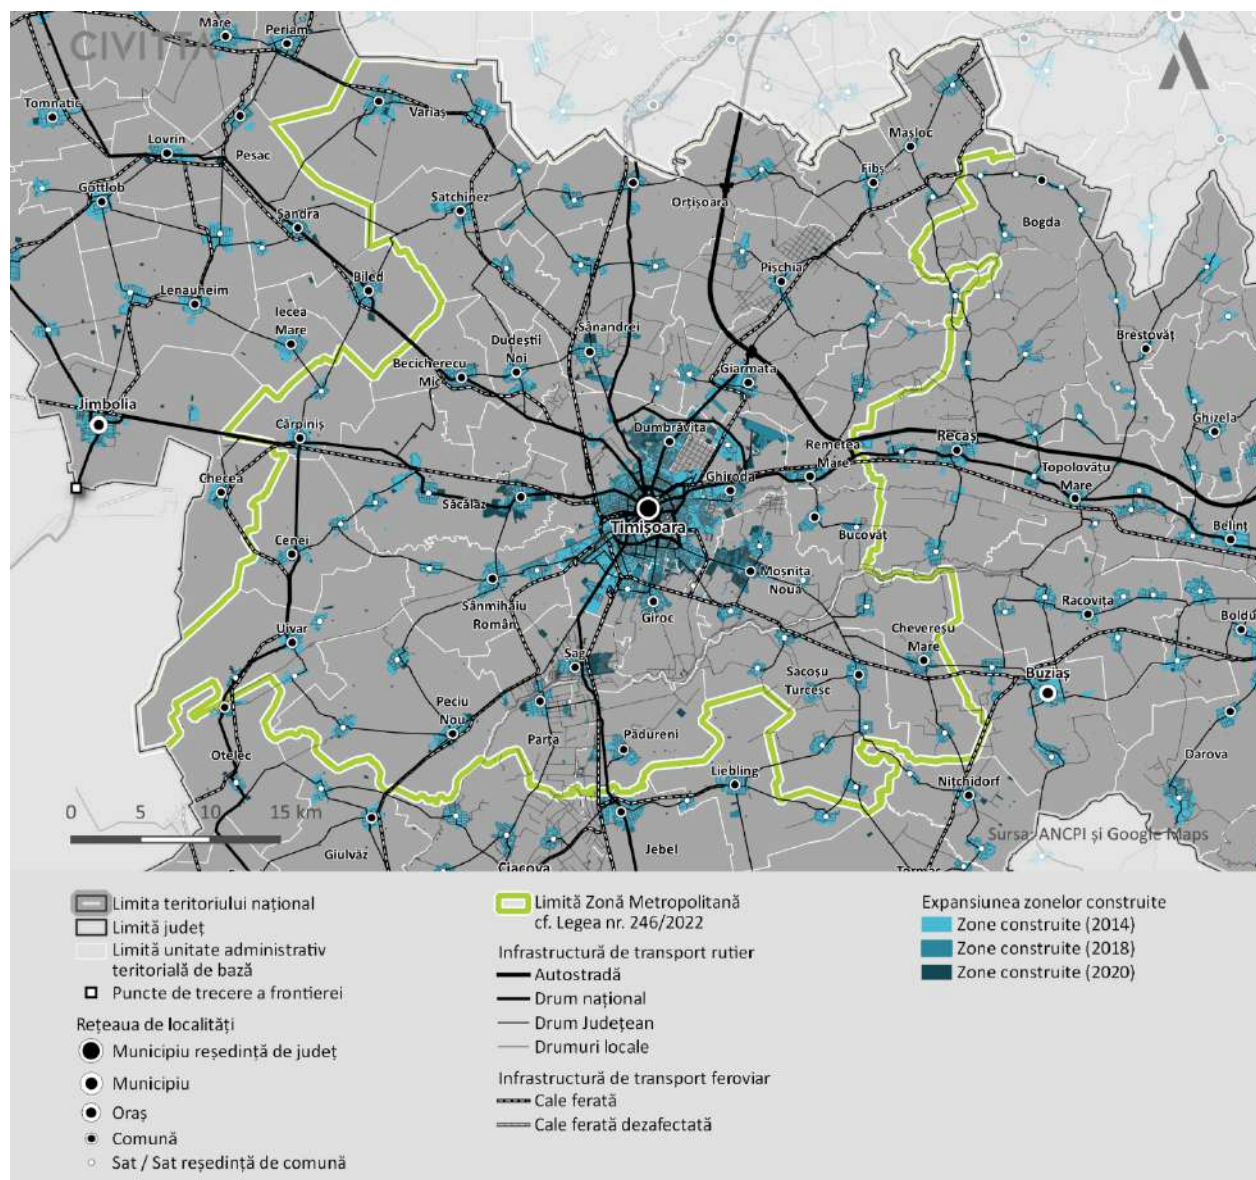 CIVITTA
Mare
Periam
Tomnatic
Variaș
Lovrin
Pesac
Mașloc
Fibș
Gottlob
Satchinez
Orțișoara
Șandra
Bogda
Pișchia
Biled
Lenauheim
Iecea
Mare
Dudeștii
Noi
Sânandrei
Brestovăț
Becicherecu
Mic
Giarmata
Jimbolia
Cărpiniș
Dumbrăvița
Remetea
Mare
Recaș
Ghizela
Checea
Săcălaz
Ghiroda
Topolovățu
Mare
Timișoara
Bucovăț
Belinț
Cenei
Moșnița
Nouă
Sânmihaiu
Român
Giroc
Racovița
Uivar
Chevereșu
Mare
Boldu
Șag
Sacoșu
Turcesc
Buziaș
Peciu
Nou
Otelec
Parța
Pădureni
Darova
Liebling
Nițchidorf
0 5 10 15 km
Sursa: ANCPI și Google Maps
Giulvăz
Jebel
Ciacova
Limita teritoriului național
Limită județ
Limită unitate administrativ
teritorială de bază
Puncte de trecere a frontierei
Rețeaua de localități
Municipiu reședință de județ
Municipiu
Oraș
Comună
Sat / Sat reședință de comună
Limită Zonă Metropolitană
cf. Legea nr. 246/2022
Infrastructură de transport rutier
Autostradă
Drum național
Drum Județean
Drumuri locale
Infrastructură de transport feroviar
Cale ferată
Cale ferată dezafectată
Expansiunea zonelor construite
Zone construite (2014)
Zone construite (2018)
Zone construite (2020)